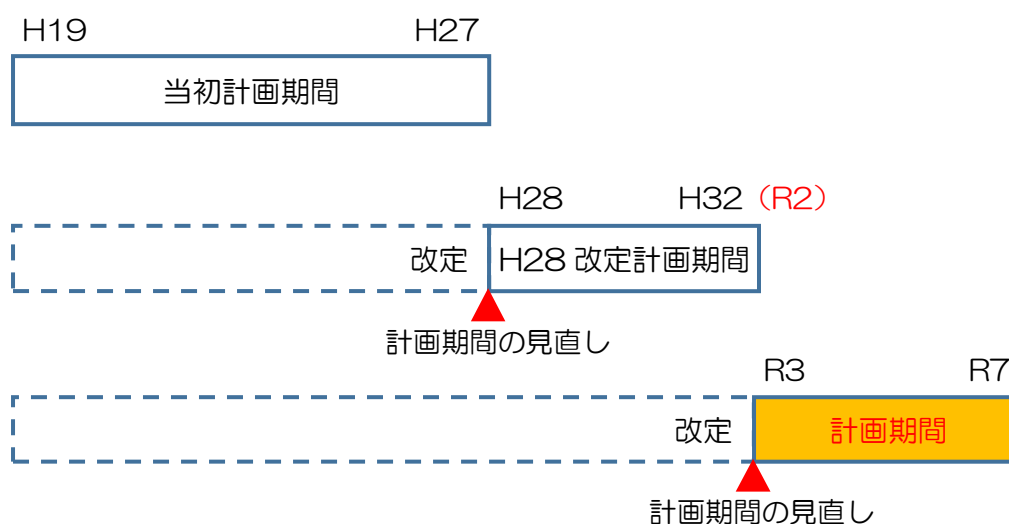 H19 H27
当初計画期間
H28 H32（R2）
改定 H28 改定計画期間
計画期間の見直し
R3 R7
改定 計画期間
計画期間の見直し